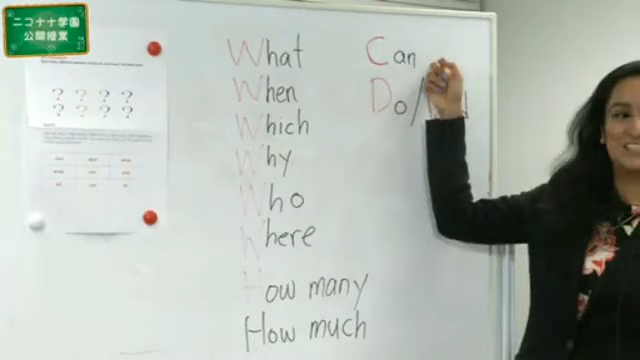 ニコ十十学園
公開授業
? ? ? ?
? ? ? ?
What
When
Which
Why
Who
Where
How many
How much
Can
Do/